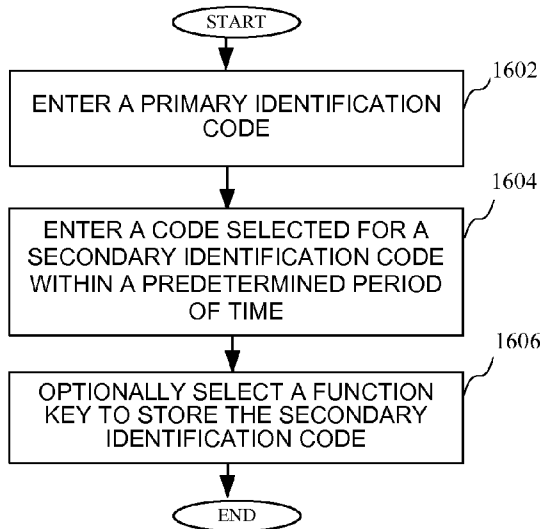 START
1602
ENTER A PRIMARY IDENTIFICATION
CODE
1604
ENTER A CODE SELECTED FOR A
SECONDARY IDENTIFICATION CODE
WITHIN A PREDETERMINED PERIOD
OF TIME
1606
OPTIONALLY SELECT A FUNCTION
KEY TO STORE THE SECONDARY
IDENTIFICATION CODE
END